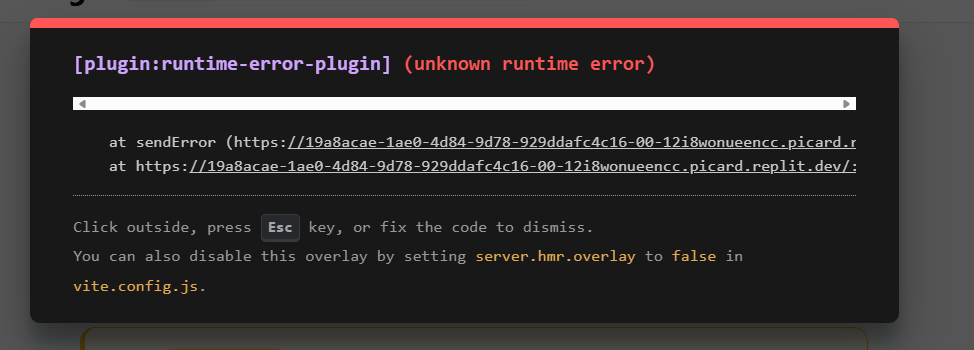 [plugin:runtime-error-plugin] (unknown runtime error)
at sendError (https://19a8acae-1ae0-4d84-9d78-929ddafc4c16-00-12i8wonueencc.picard.r
at https://19a8acae-1ae0-4d84-9d78-929ddafc4c16-00-12i8wonueencc.picard.replit.dev/:
Click outside, press Esc key, or fix the code to dismiss.
You can also disable this overlay by setting server.hmr.overlay to false in
vite.config.js.